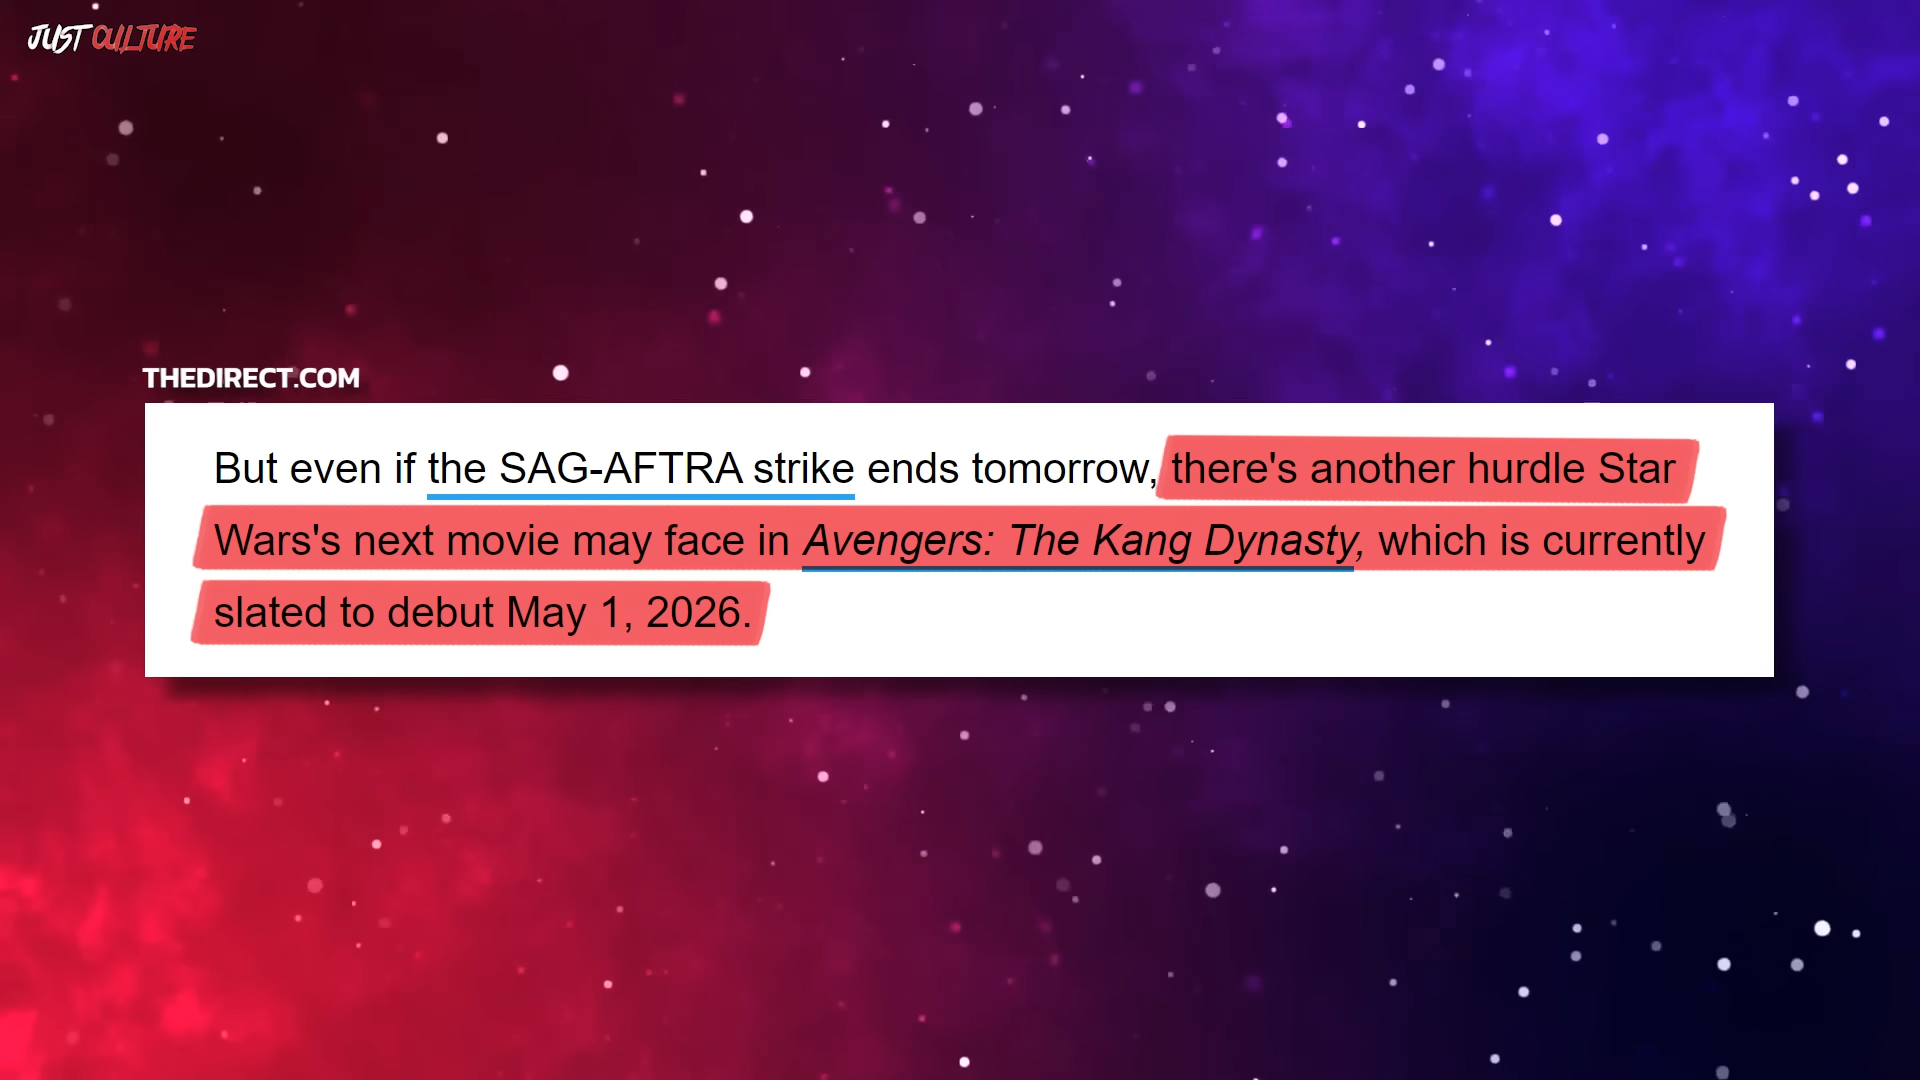 JUST CULTURE
THEDIRECT.COM
But even if the SAG-AFTRA strike ends tomorrow, there's another hurdle Star
Wars's next movie may face in Avengers: The Kang Dynasty, which is currently
slated to debut May 1, 2026.